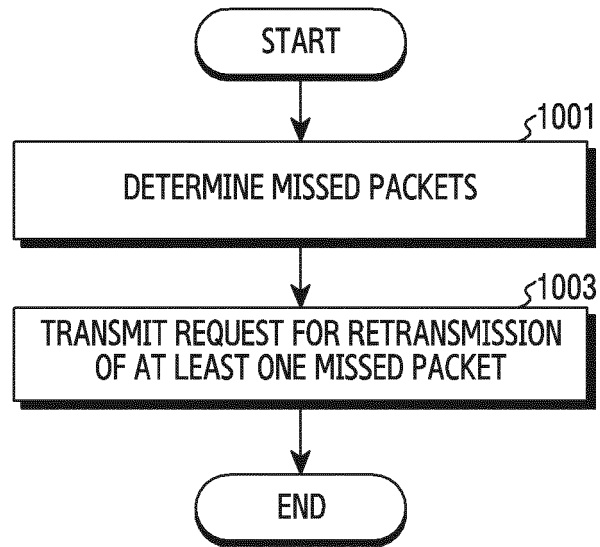 START
1001
DETERMINE MISSED PACKETS
1003
TRANSMIT REQUEST FOR RETRANSMISSION
OF AT LEAST ONE MISSED PACKET
END